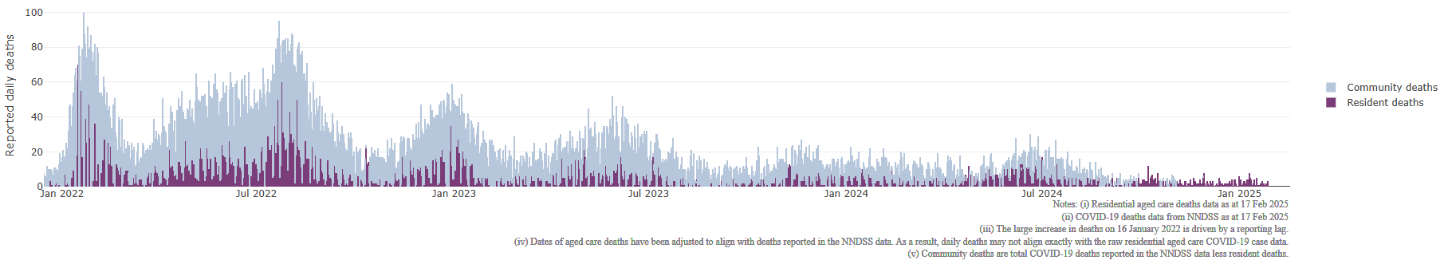 100
80
60
40
20
0
Reported daily deaths
Jan 2022
Jul 2022
Jan 2023
Jul 2023
Jan 2024
Jul 2024
Jan 2025
Community deaths
Resident deaths
Notes: (i) Residential aged care deaths data as at 17 Feb 2025
(ii) COVID-19 deaths data from NNDSS as at 17 Feb 2025
(iii) The large increase in deaths on 16 January 2022 is driven by a reporting lag.
(iv) Dates of aged care deaths have been adjusted to align with deaths reported in the NNDSS data. As a result, daily deaths may not align exactly with the raw residential aged care COVID-19 case data.
(v) Community deaths are total COVID-19 deaths reported in the NNDSS data less resident deaths.